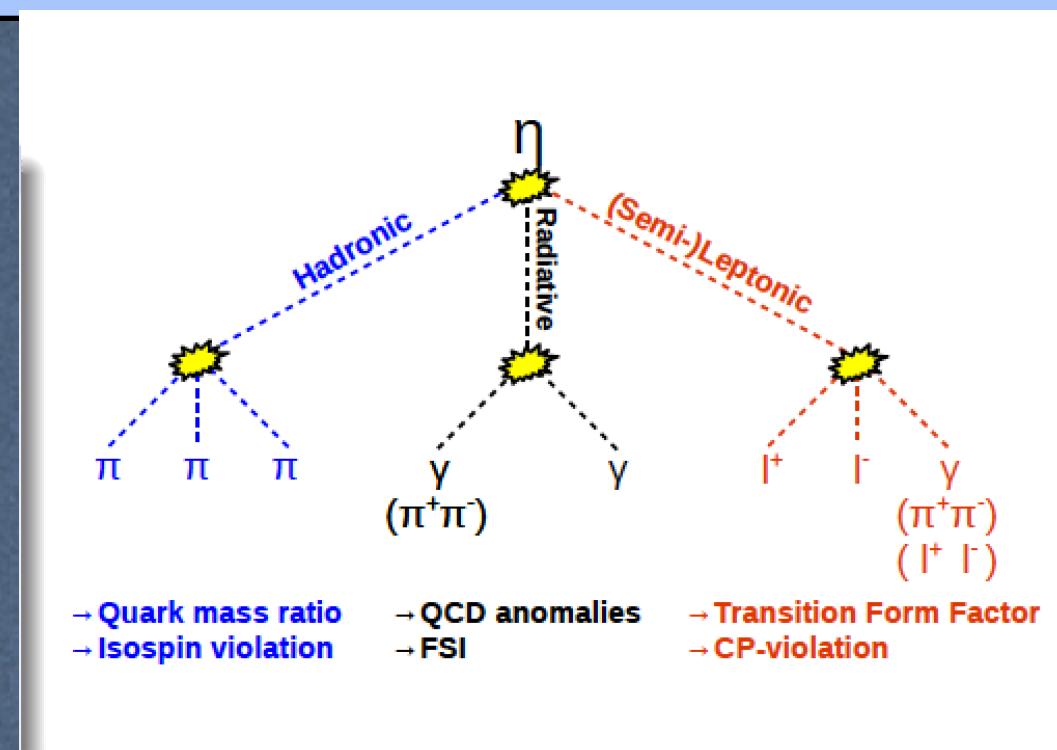 η
Hadronic
Radiative
(Semi-)Leptonic
π π π
γ γ
(π⁺π⁻)
l⁺ l⁻ γ
(π⁺π⁻)
( l⁺ l⁻ )
→Quark mass ratio
→Isospin violation
→QCD anomalies
→FSI
→Transition Form Factor
→CP-violation